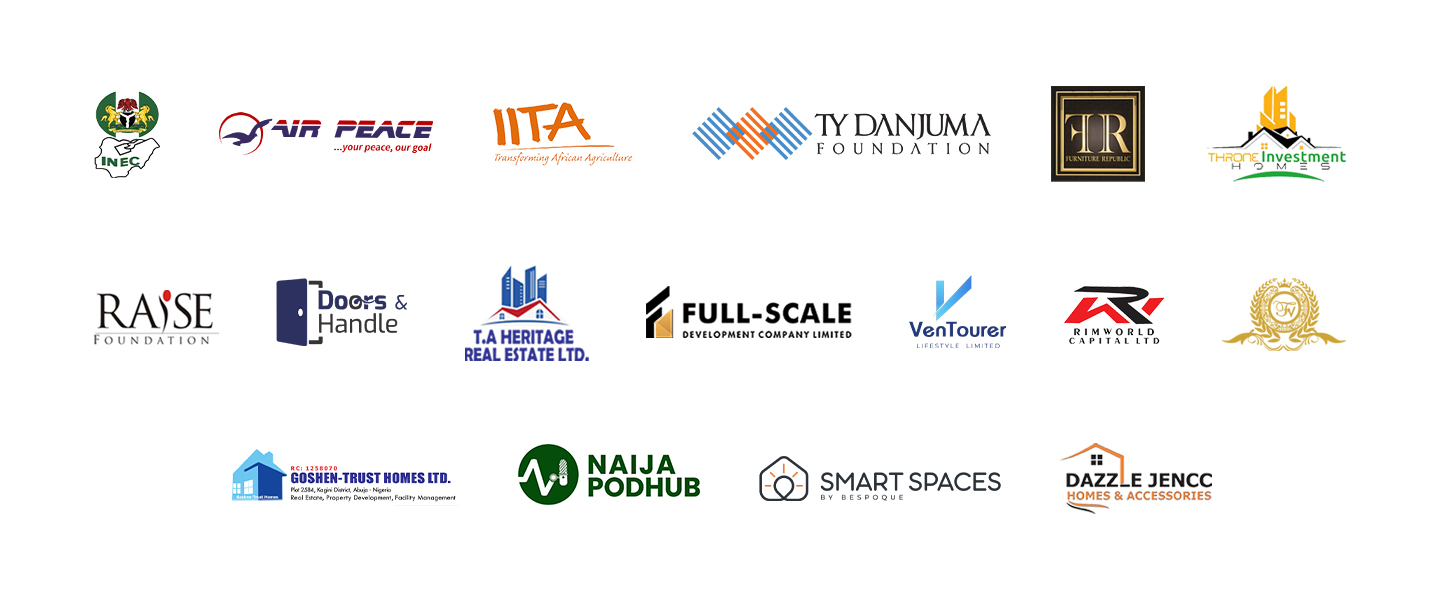 INEC
AIR PEACE
...your peace, our goal
IITA
Transforming African Agriculture
TY DANJUMA
FOUNDATION
FR
FURNITURE REPUBLIC
THRONE Investment
HOMES
RAISE
FOUNDATION
Doors &
Handle
T.A HERITAGE
REAL ESTATE LTD.
FULL-SCALE
DEVELOPMENT COMPANY LIMITED
VenTourer
LIFESTYLE LIMITED
RIMWORLD
CAPITAL LTD
RC: 1258070
GOSHEN-TRUST HOMES LTD.
Plot 2584, Kagini District, Abuja - Nigeria
Real Estate, Property Development, Facility Management
Goshen Trust Homes
NAIJA
PODHUB
SMART SPACES
BY BESPOQUE
DAZZLE JENCC
HOMES & ACCESSORIES